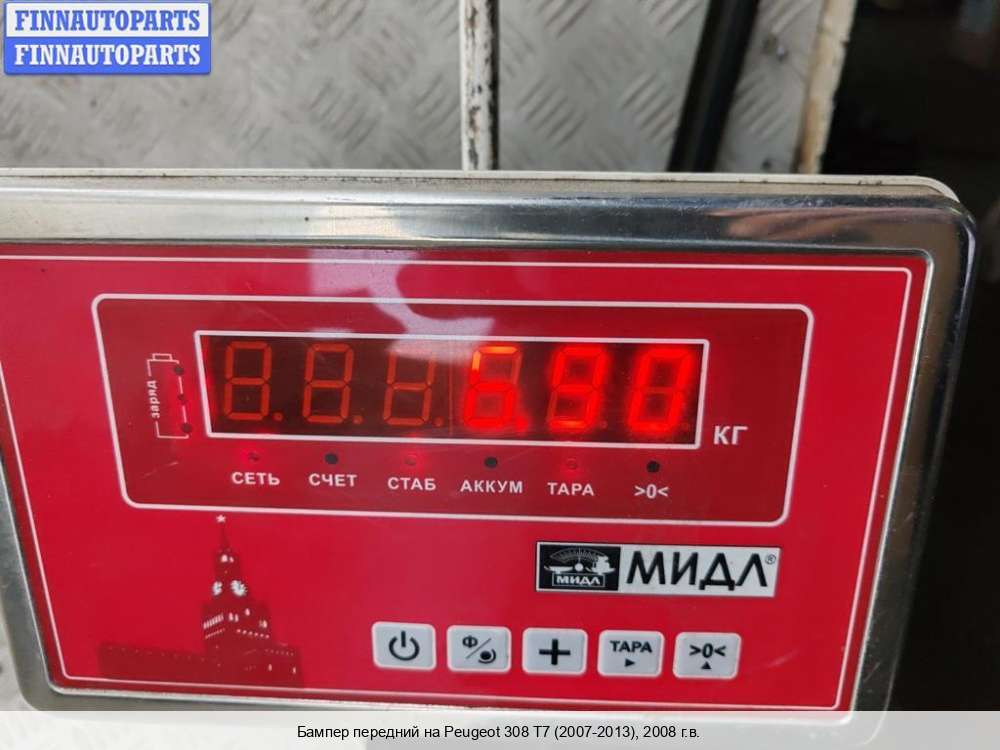 FINNAUTOPARTS
FINNAUTOPARTS
заряд
6.90
КГ
СЕТЬ СЧЕТ СТАБ АККУМ ТАРА >0<
МИДЛ МИДЛ®
Ф ТАРА >0<
Бампер передний на Peugeot 308 T7 (2007-2013), 2008 г.в.